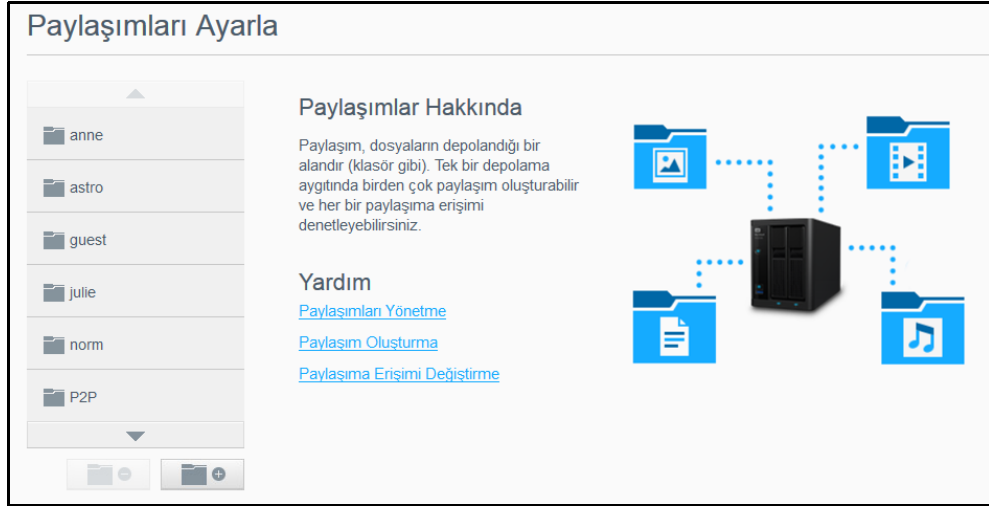 Paylaşımları Ayarla
anne
astro
guest
julie
norm
P2P
Paylaşımlar Hakkında
Paylaşım, dosyaların depolandığı bir
alandır (klasör gibi). Tek bir depolama
aygıtında birden çok paylaşım oluşturabilir
ve her bir paylaşıma erişimi
denetleyebilirsiniz.
Yardım
Paylaşımları Yönetme
Paylaşım Oluşturma
Paylaşıma Erişimi Değiştirme